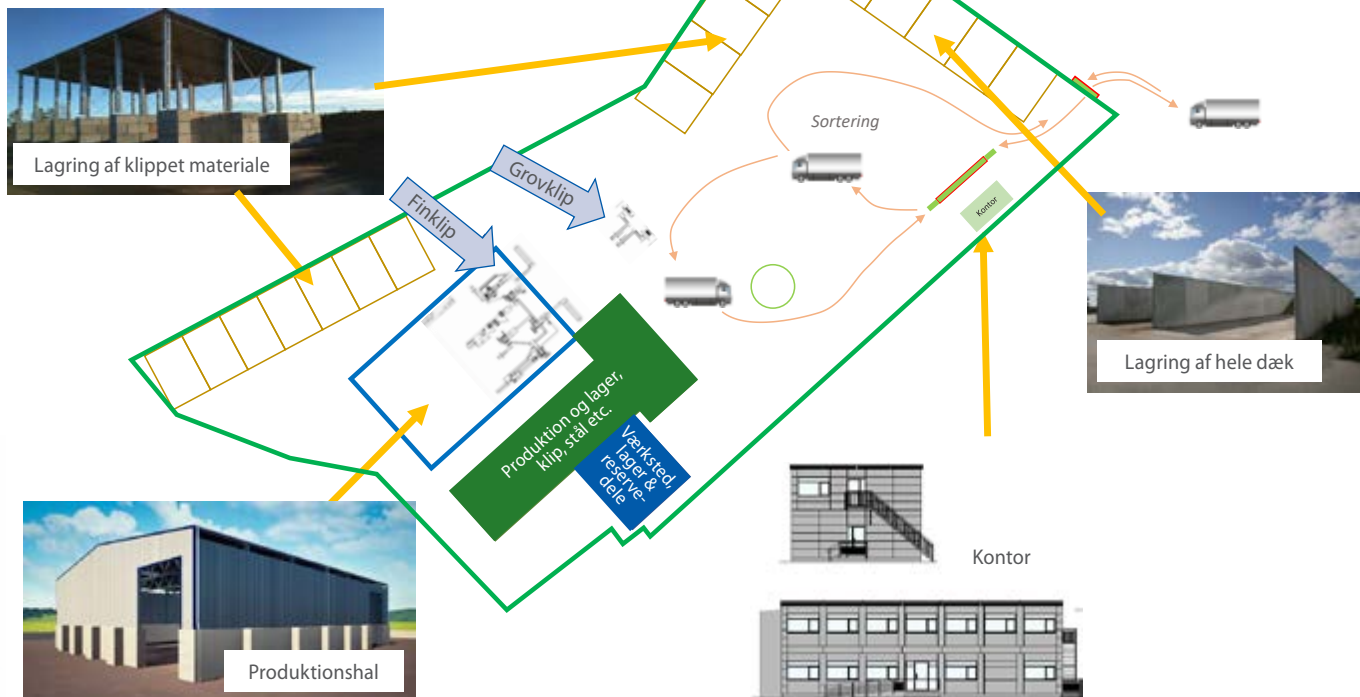 Lagring af klippet materiale
Grovklip
Finklip
Sortering
Kontor
Lagring af hele dæk
Produktion og lager,
klip, stål etc.
Værksted,
lager &
reserve-
dele
Kontor
Produktionshal